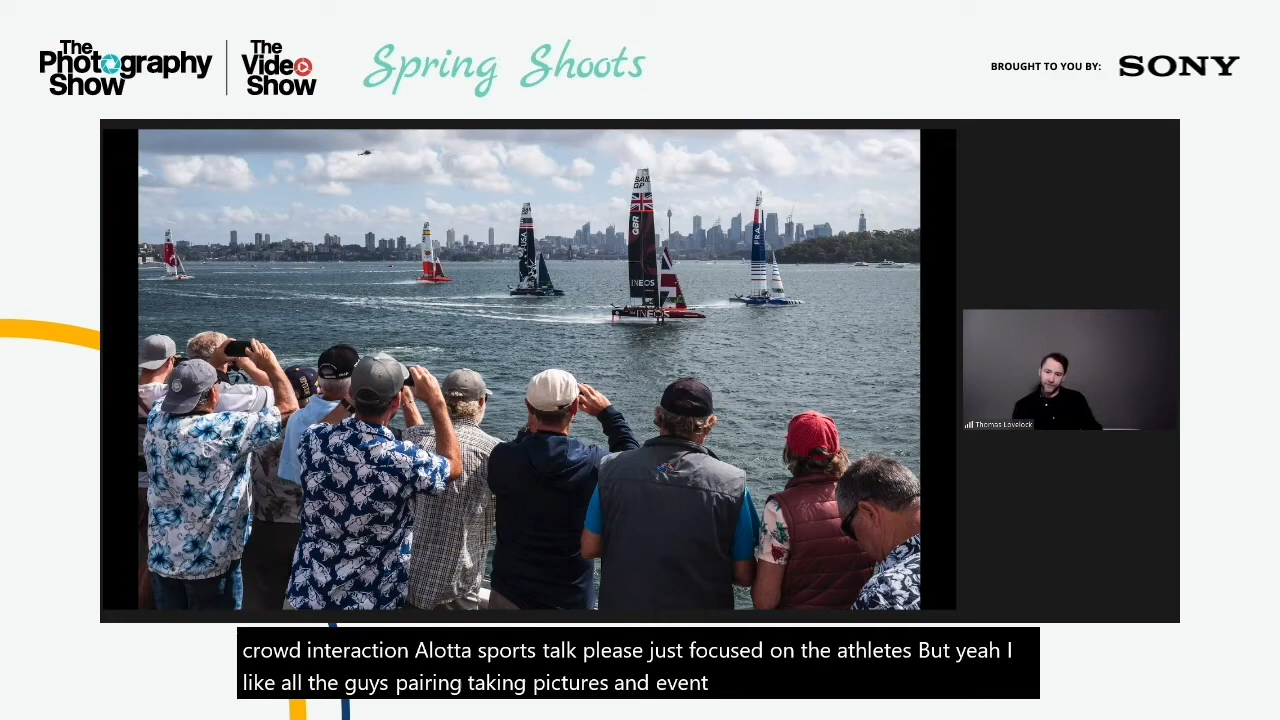 The
Photography
Show
The
Video
Show
Spring Shoots
BROUGHT TO YOU BY: SONY
GBR
INEOS
INEOS
USA
FRA
Thomas Lovelock
crowd interaction Alotta sports talk please just focused on the athletes But yeah I
like all the guys pairing taking pictures and event